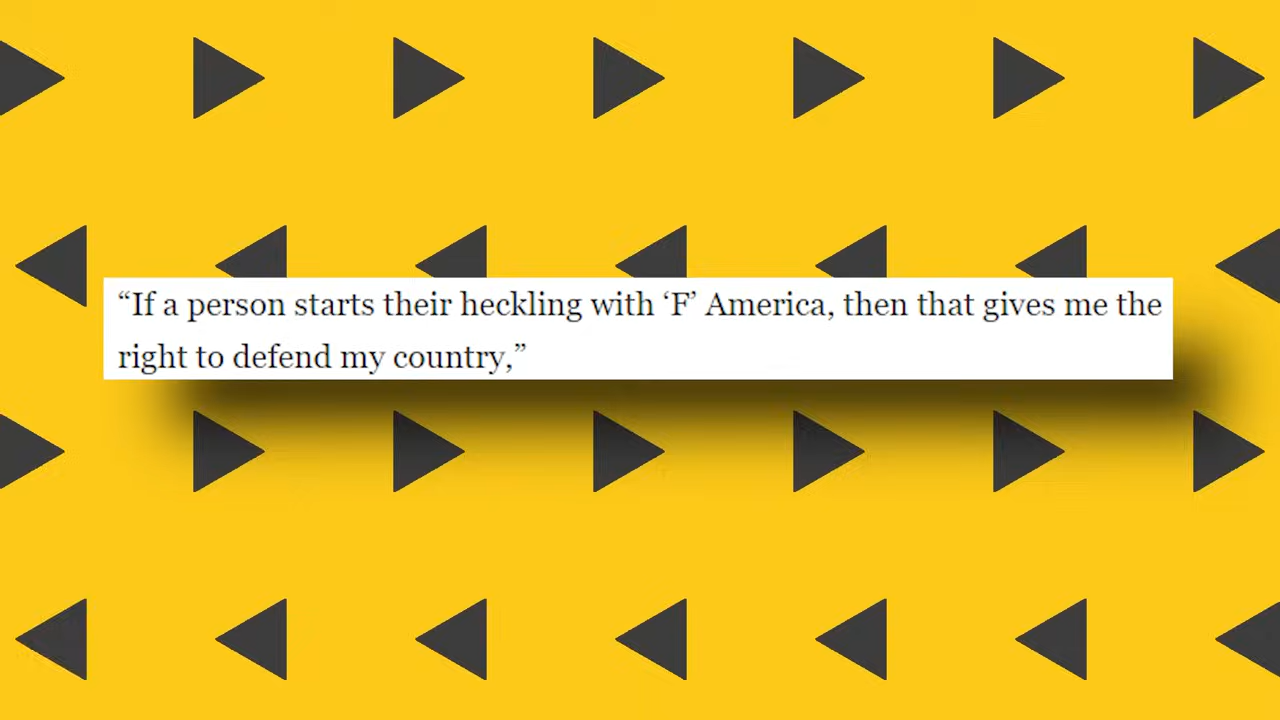 “If a person starts their heckling with ‘F’ America, then that gives me the
right to defend my country,”